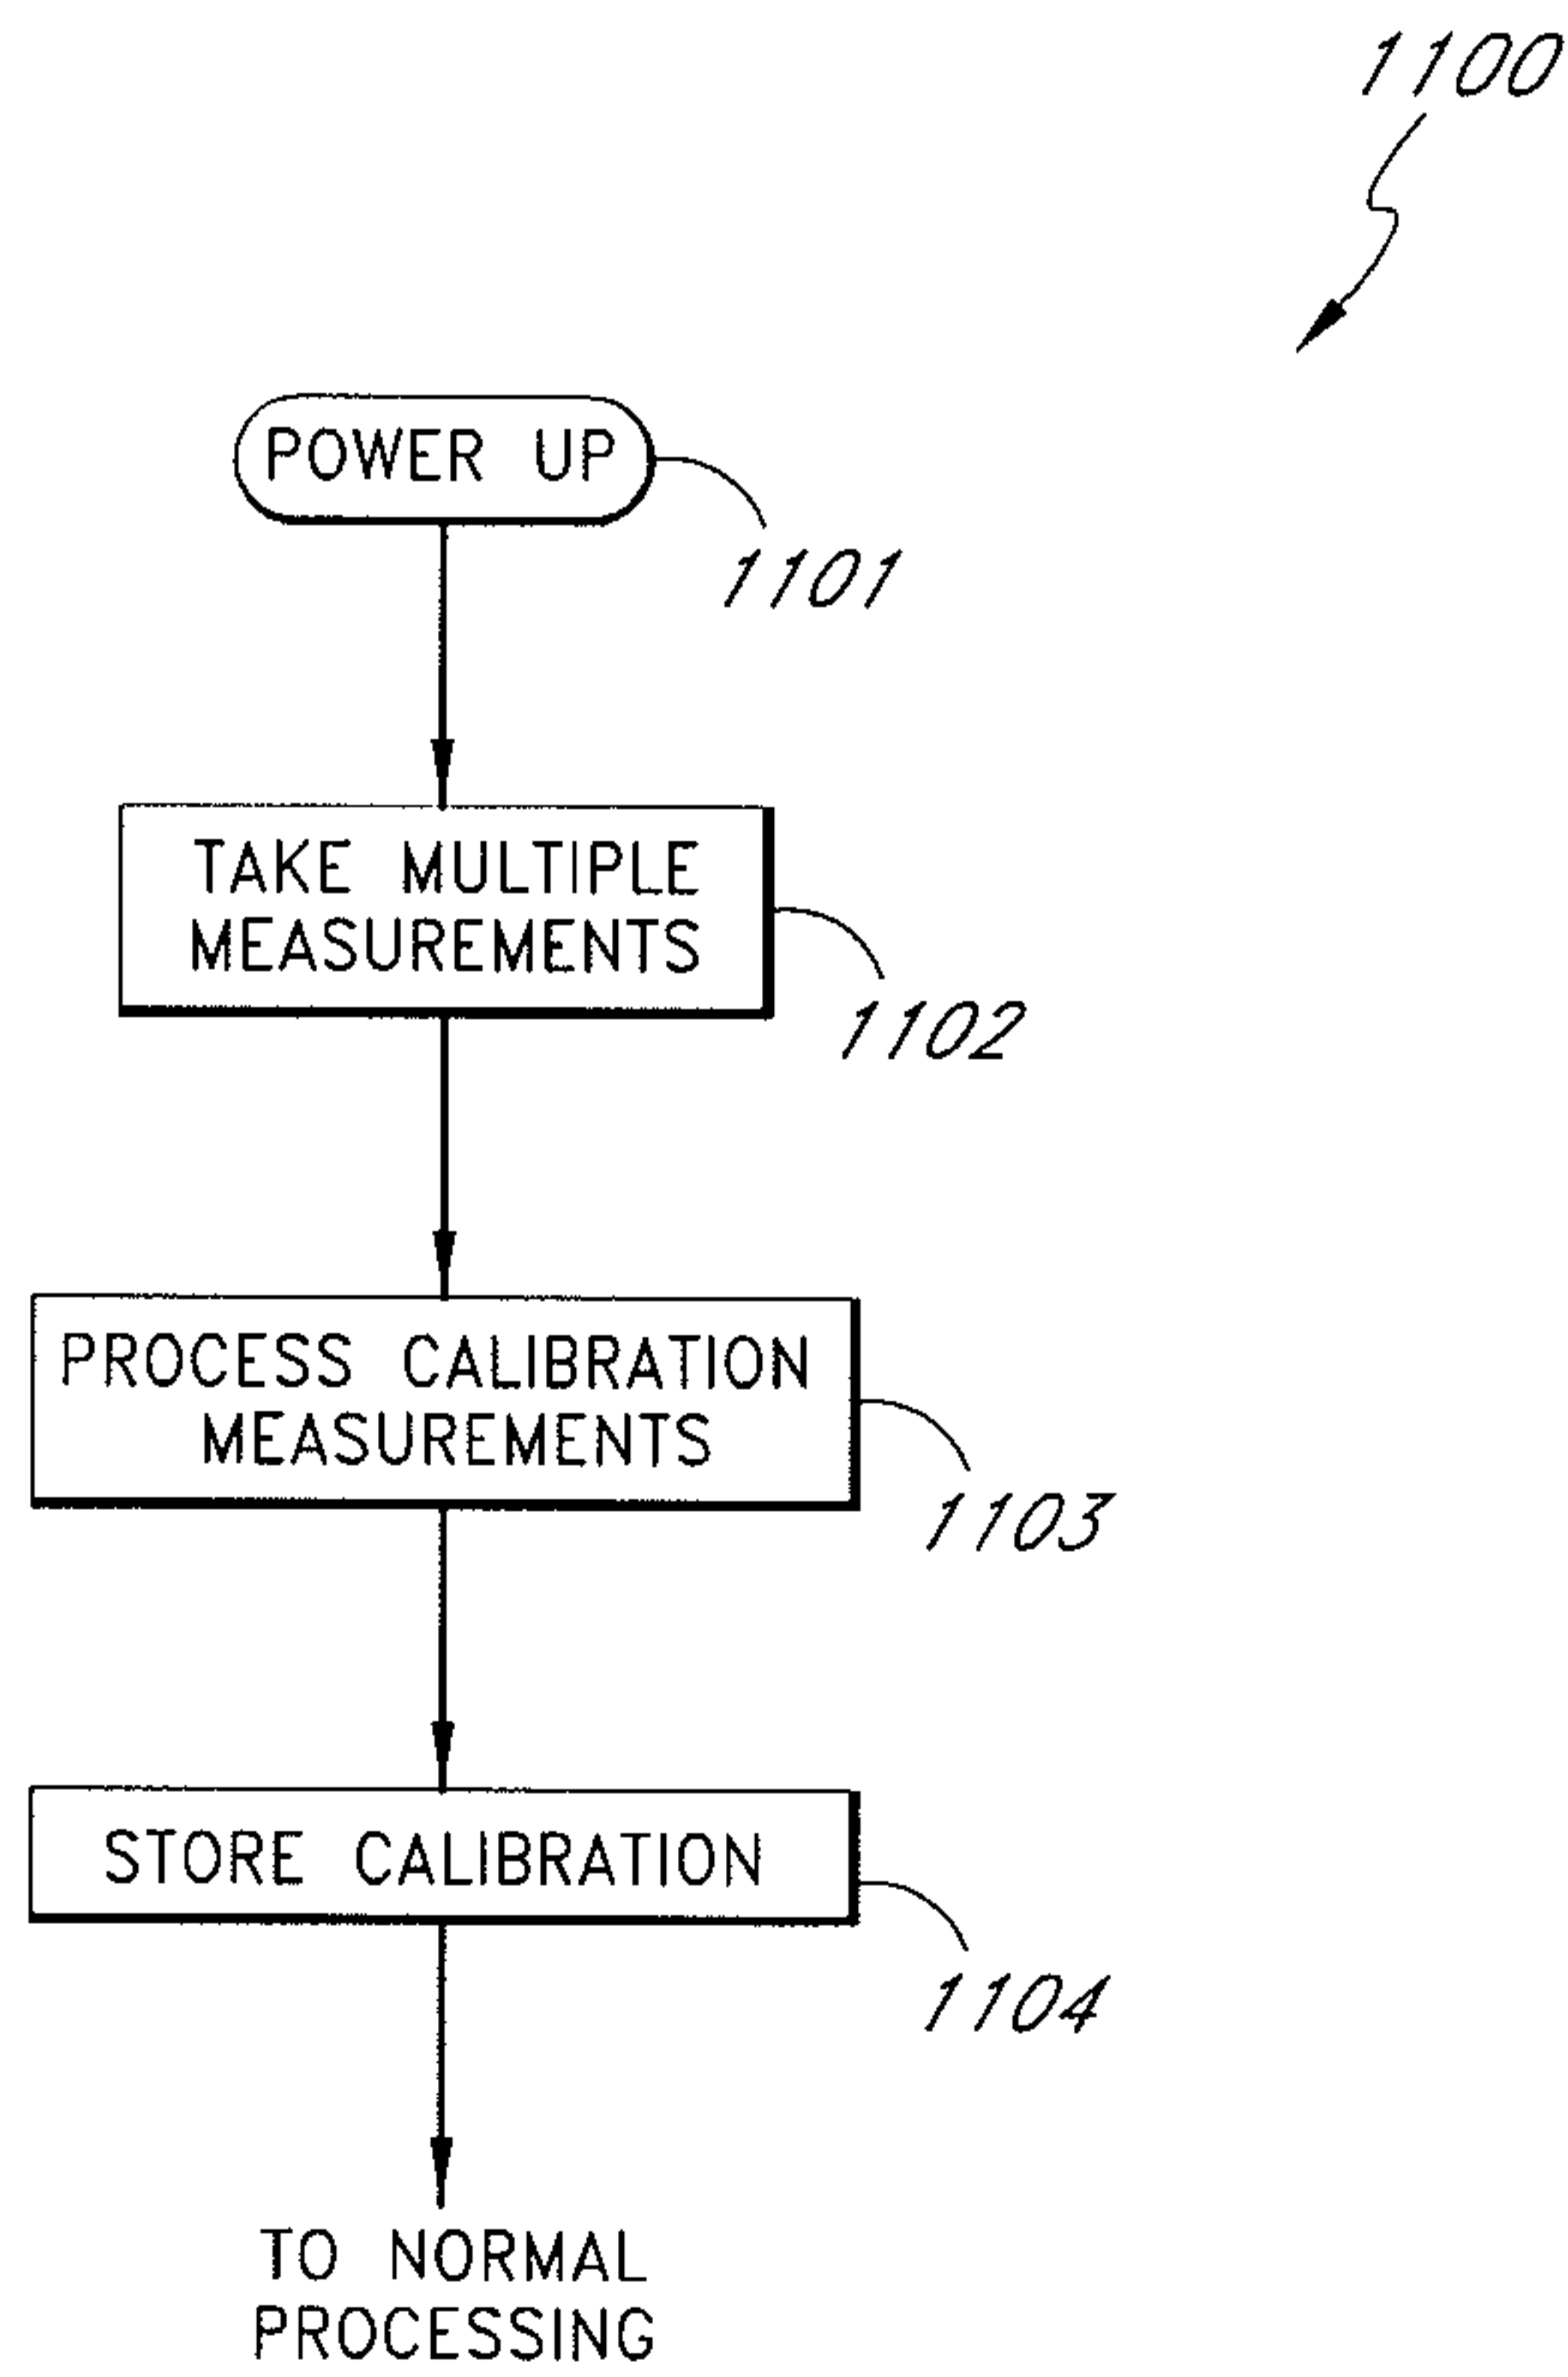 1100
POWER UP
1101
TAKE MULTIPLE
MEASUREMENTS
1102
PROCESS CALIBRATION
MEASUREMENTS
1103
STORE CALIBRATION
1104
TO NORMAL
PROCESSING